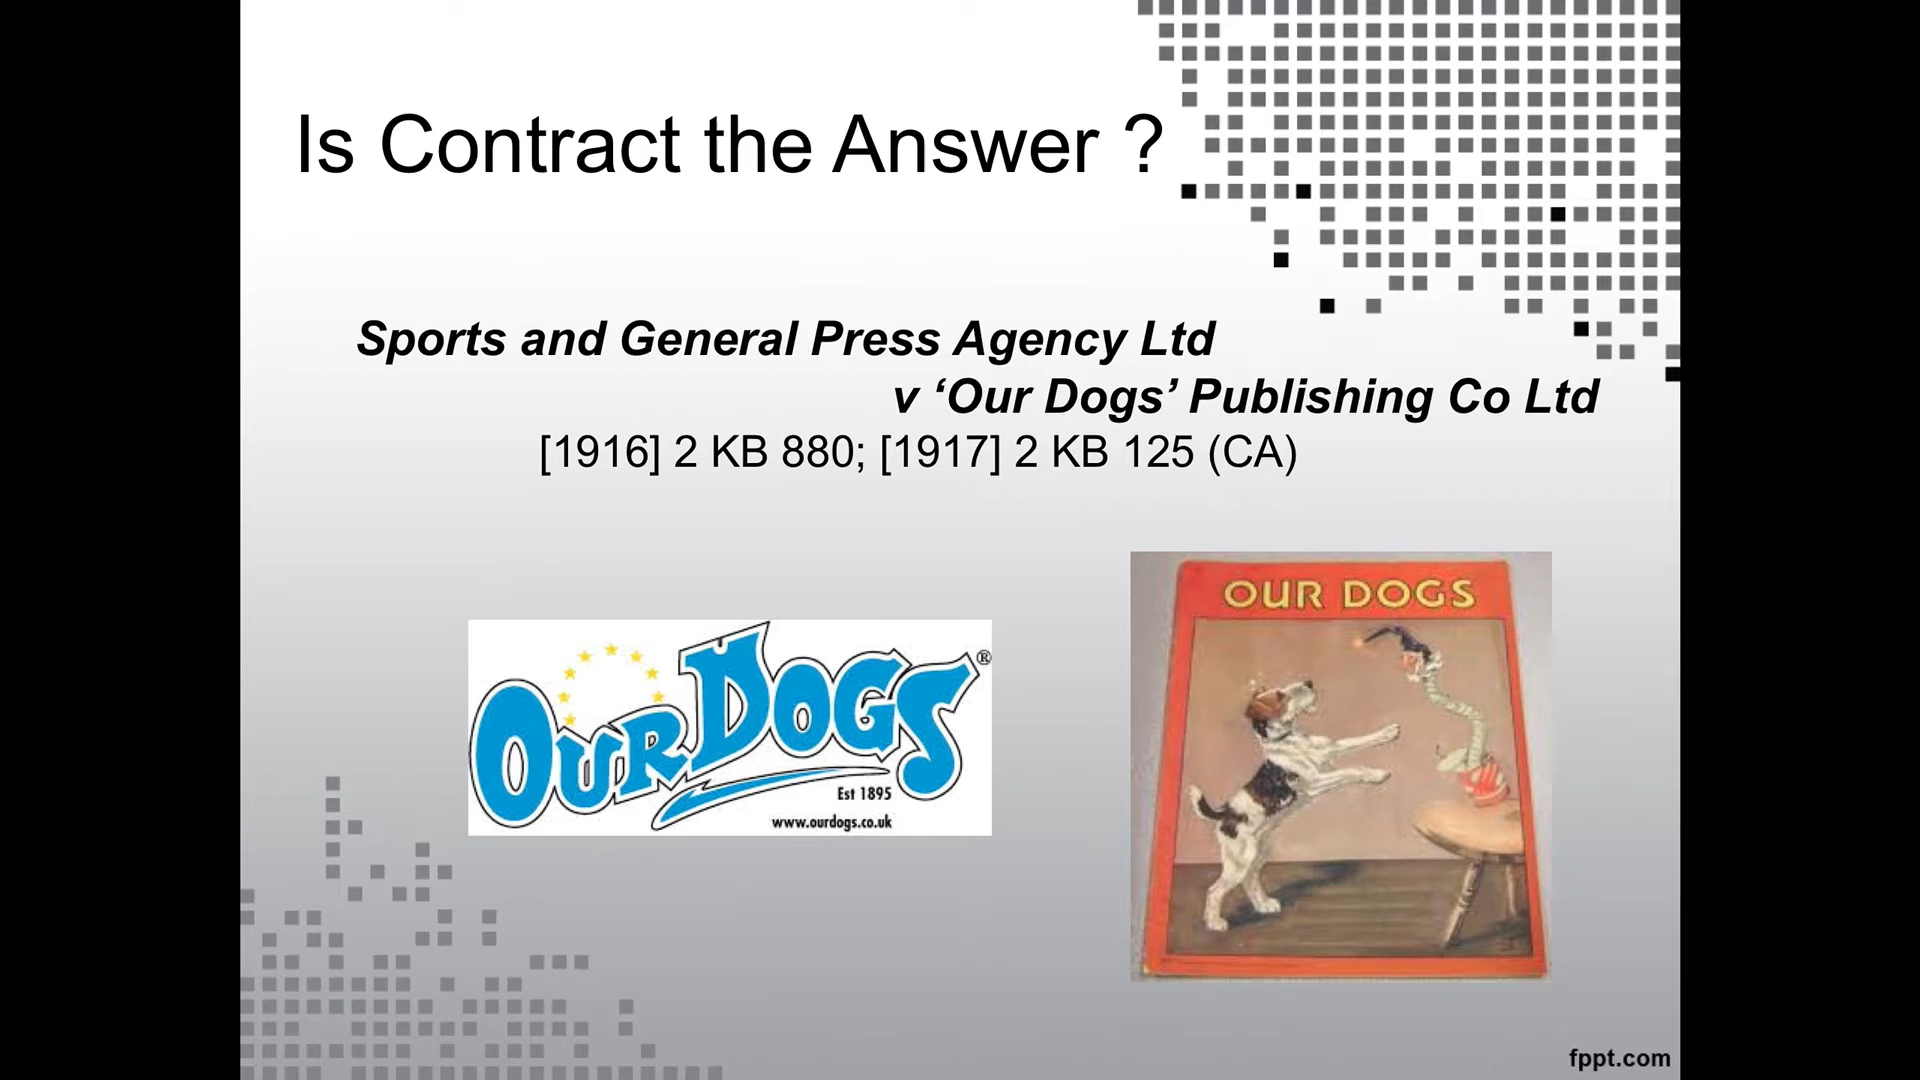 Is Contract the Answer ?
Sports and General Press Agency Ltd
v ‘Our Dogs’ Publishing Co Ltd
[1916] 2 KB 880; [1917] 2 KB 125 (CA)
OUR DOGS
OUR DOGS ®
Est 1895
www.ourdogs.co.uk
fppt.com